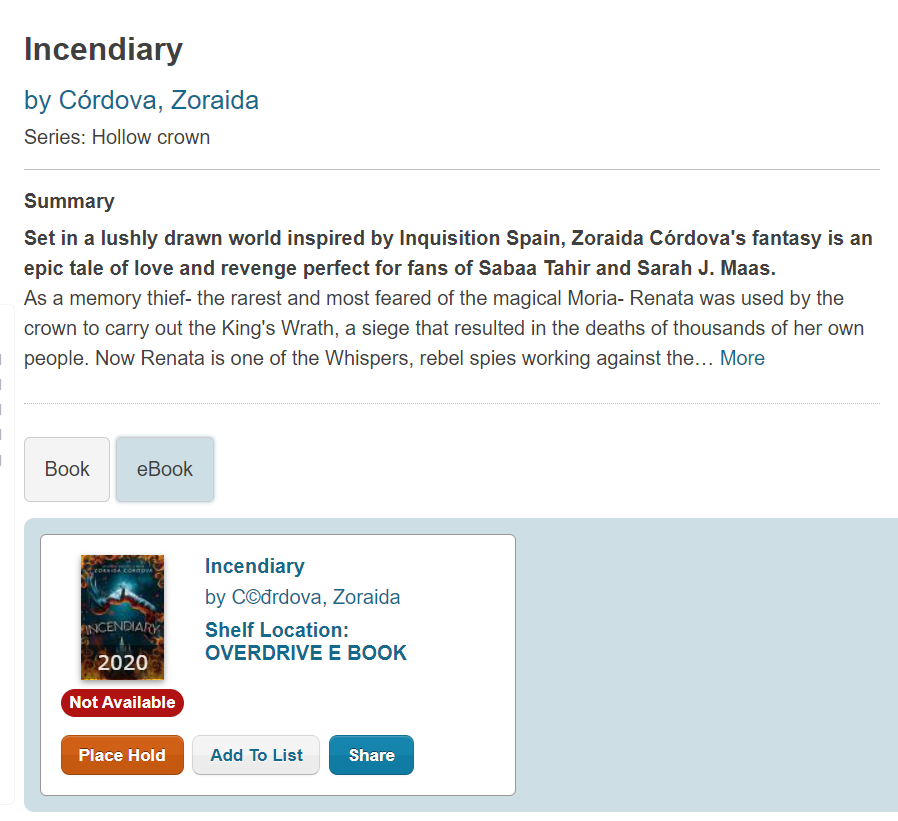 Incendiary
by Córdova, Zoraida
Series: Hollow crown
Summary
Set in a lushly drawn world inspired by Inquisition Spain, Zoraida Córdova's fantasy is an
epic tale of love and revenge perfect for fans of Sabaa Tahir and Sarah J. Maas.
As a memory thief- the rarest and most feared of the magical Moria- Renata was used by the
crown to carry out the King's Wrath, a siege that resulted in the deaths of thousands of her own
people. Now Renata is one of the Whispers, rebel spies working against the… More
Book eBook
ZORAIDA CÓRDOVA
INCENDIARY
2020
Incendiary
by C©đrdova, Zoraida
Shelf Location:
OVERDRIVE E BOOK
Not Available
Place Hold Add To List Share